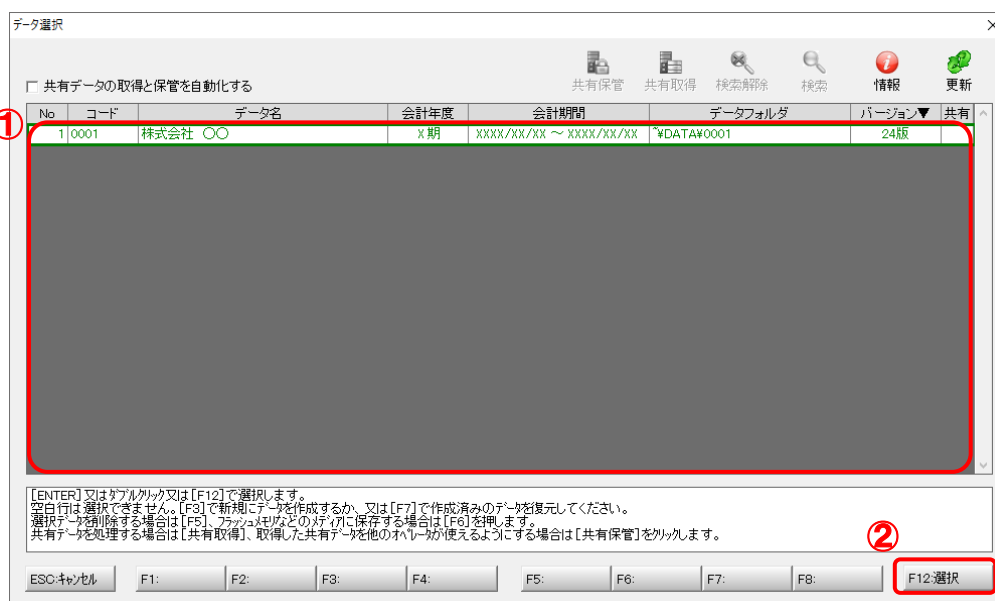 データ選択
共有データの取得と保管を自動化する
共有保管 共有取得 検索解除 検索 情報 更新
①
No コード データ名 会計年度 会計期間 データフォルダ バージョン▼ 共有
1 0001 株式会社 〇〇 X期 XXXX/XX/XX ～ XXXX/XX/XX ~¥DATA¥0001 24版
[ENTER]又はダブルクリック又は[F12]で選択します。
空白行は選択できません。[F3]で新規にデータを作成するか、又は[F7]で作成済みのデータを復元してください。
選択データを削除する場合は[F5]、フラッシュメモリなどのメディアに保存する場合は[F6]を押します。
共有データを処理する場合は[共有取得]、取得した共有データを他のオペレータが使えるようにする場合は[共有保管]をクリックします。
②
ESC:キャンセル F1: F2: F3: F4: F5: F6: F7: F8: F12:選択